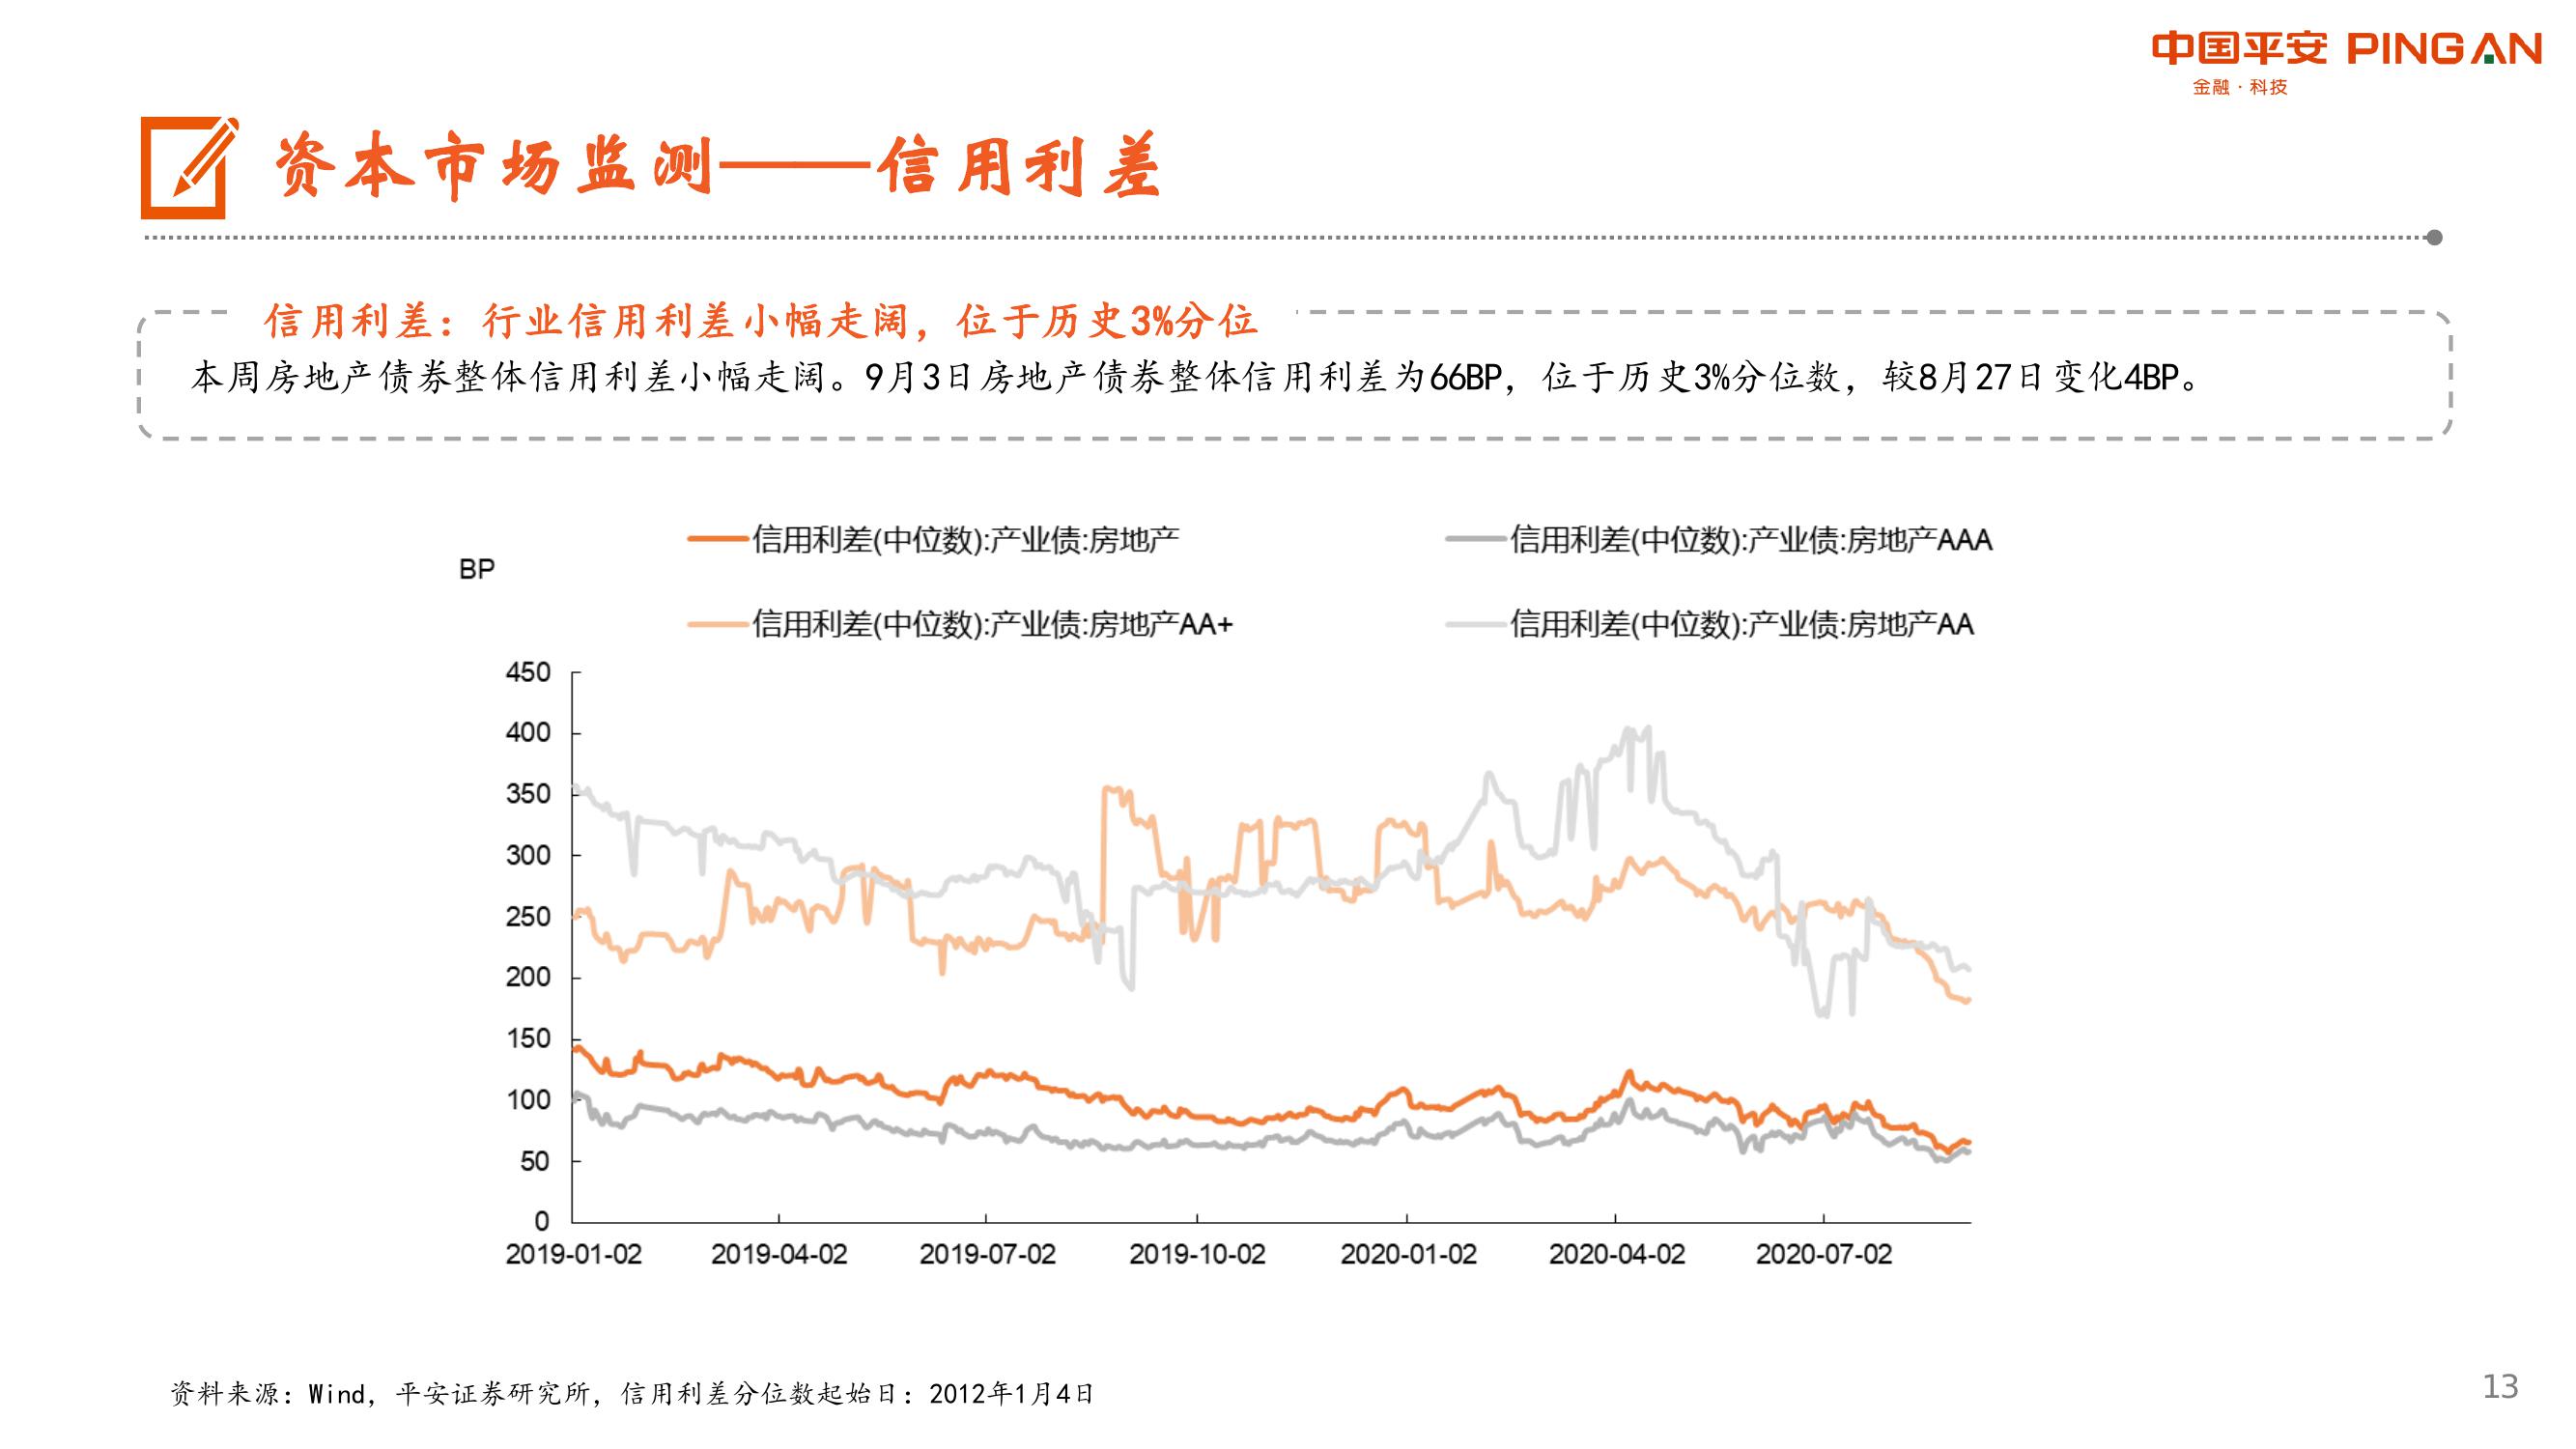 中国平安 PINGAN
金融·科技
资本市场监测——信用利差
信用利差：行业信用利差小幅走阔，位于历史3%分位
本周房地产债券整体信用利差小幅走阔。9月3日房地产债券整体信用利差为66BP，位于历史3%分位数，较8月27日变化4BP。
信用利差(中位数):产业债:房地产
信用利差(中位数):产业债:房地产AAA
BP
信用利差(中位数):产业债:房地产AA+
信用利差(中位数):产业债:房地产AA
450
400
350
300
250
200
150
100
50
0
2019-01-02 2019-04-02 2019-07-02 2019-10-02 2020-01-02 2020-04-02 2020-07-02
资料来源：Wind，平安证券研究所，信用利差分位数起始日：2012年1月4日
13